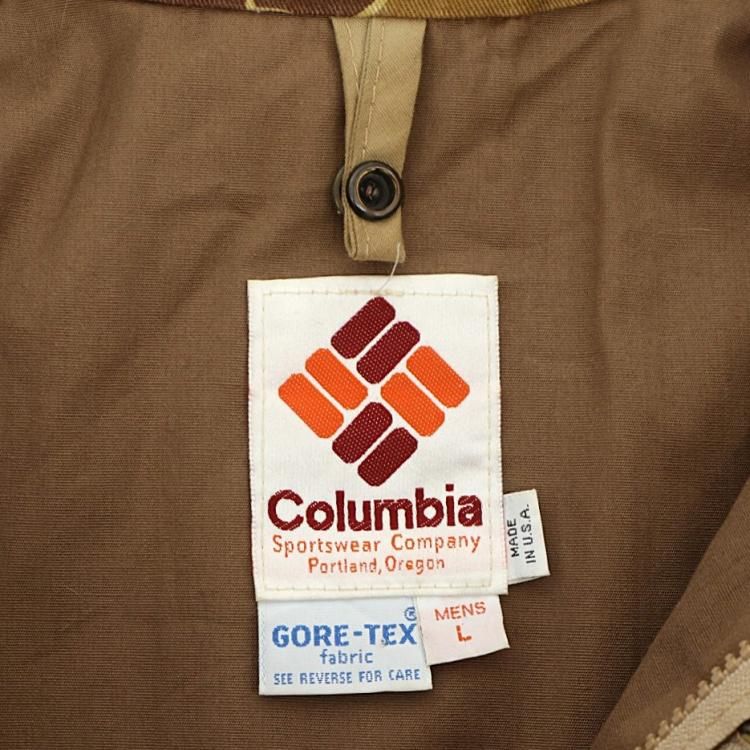 Columbia
Sportswear Company
Portland, Oregon
MADE
IN U.S.A.
GORE-TEX®
fabric
SEE REVERSE FOR CARE
MENS
L